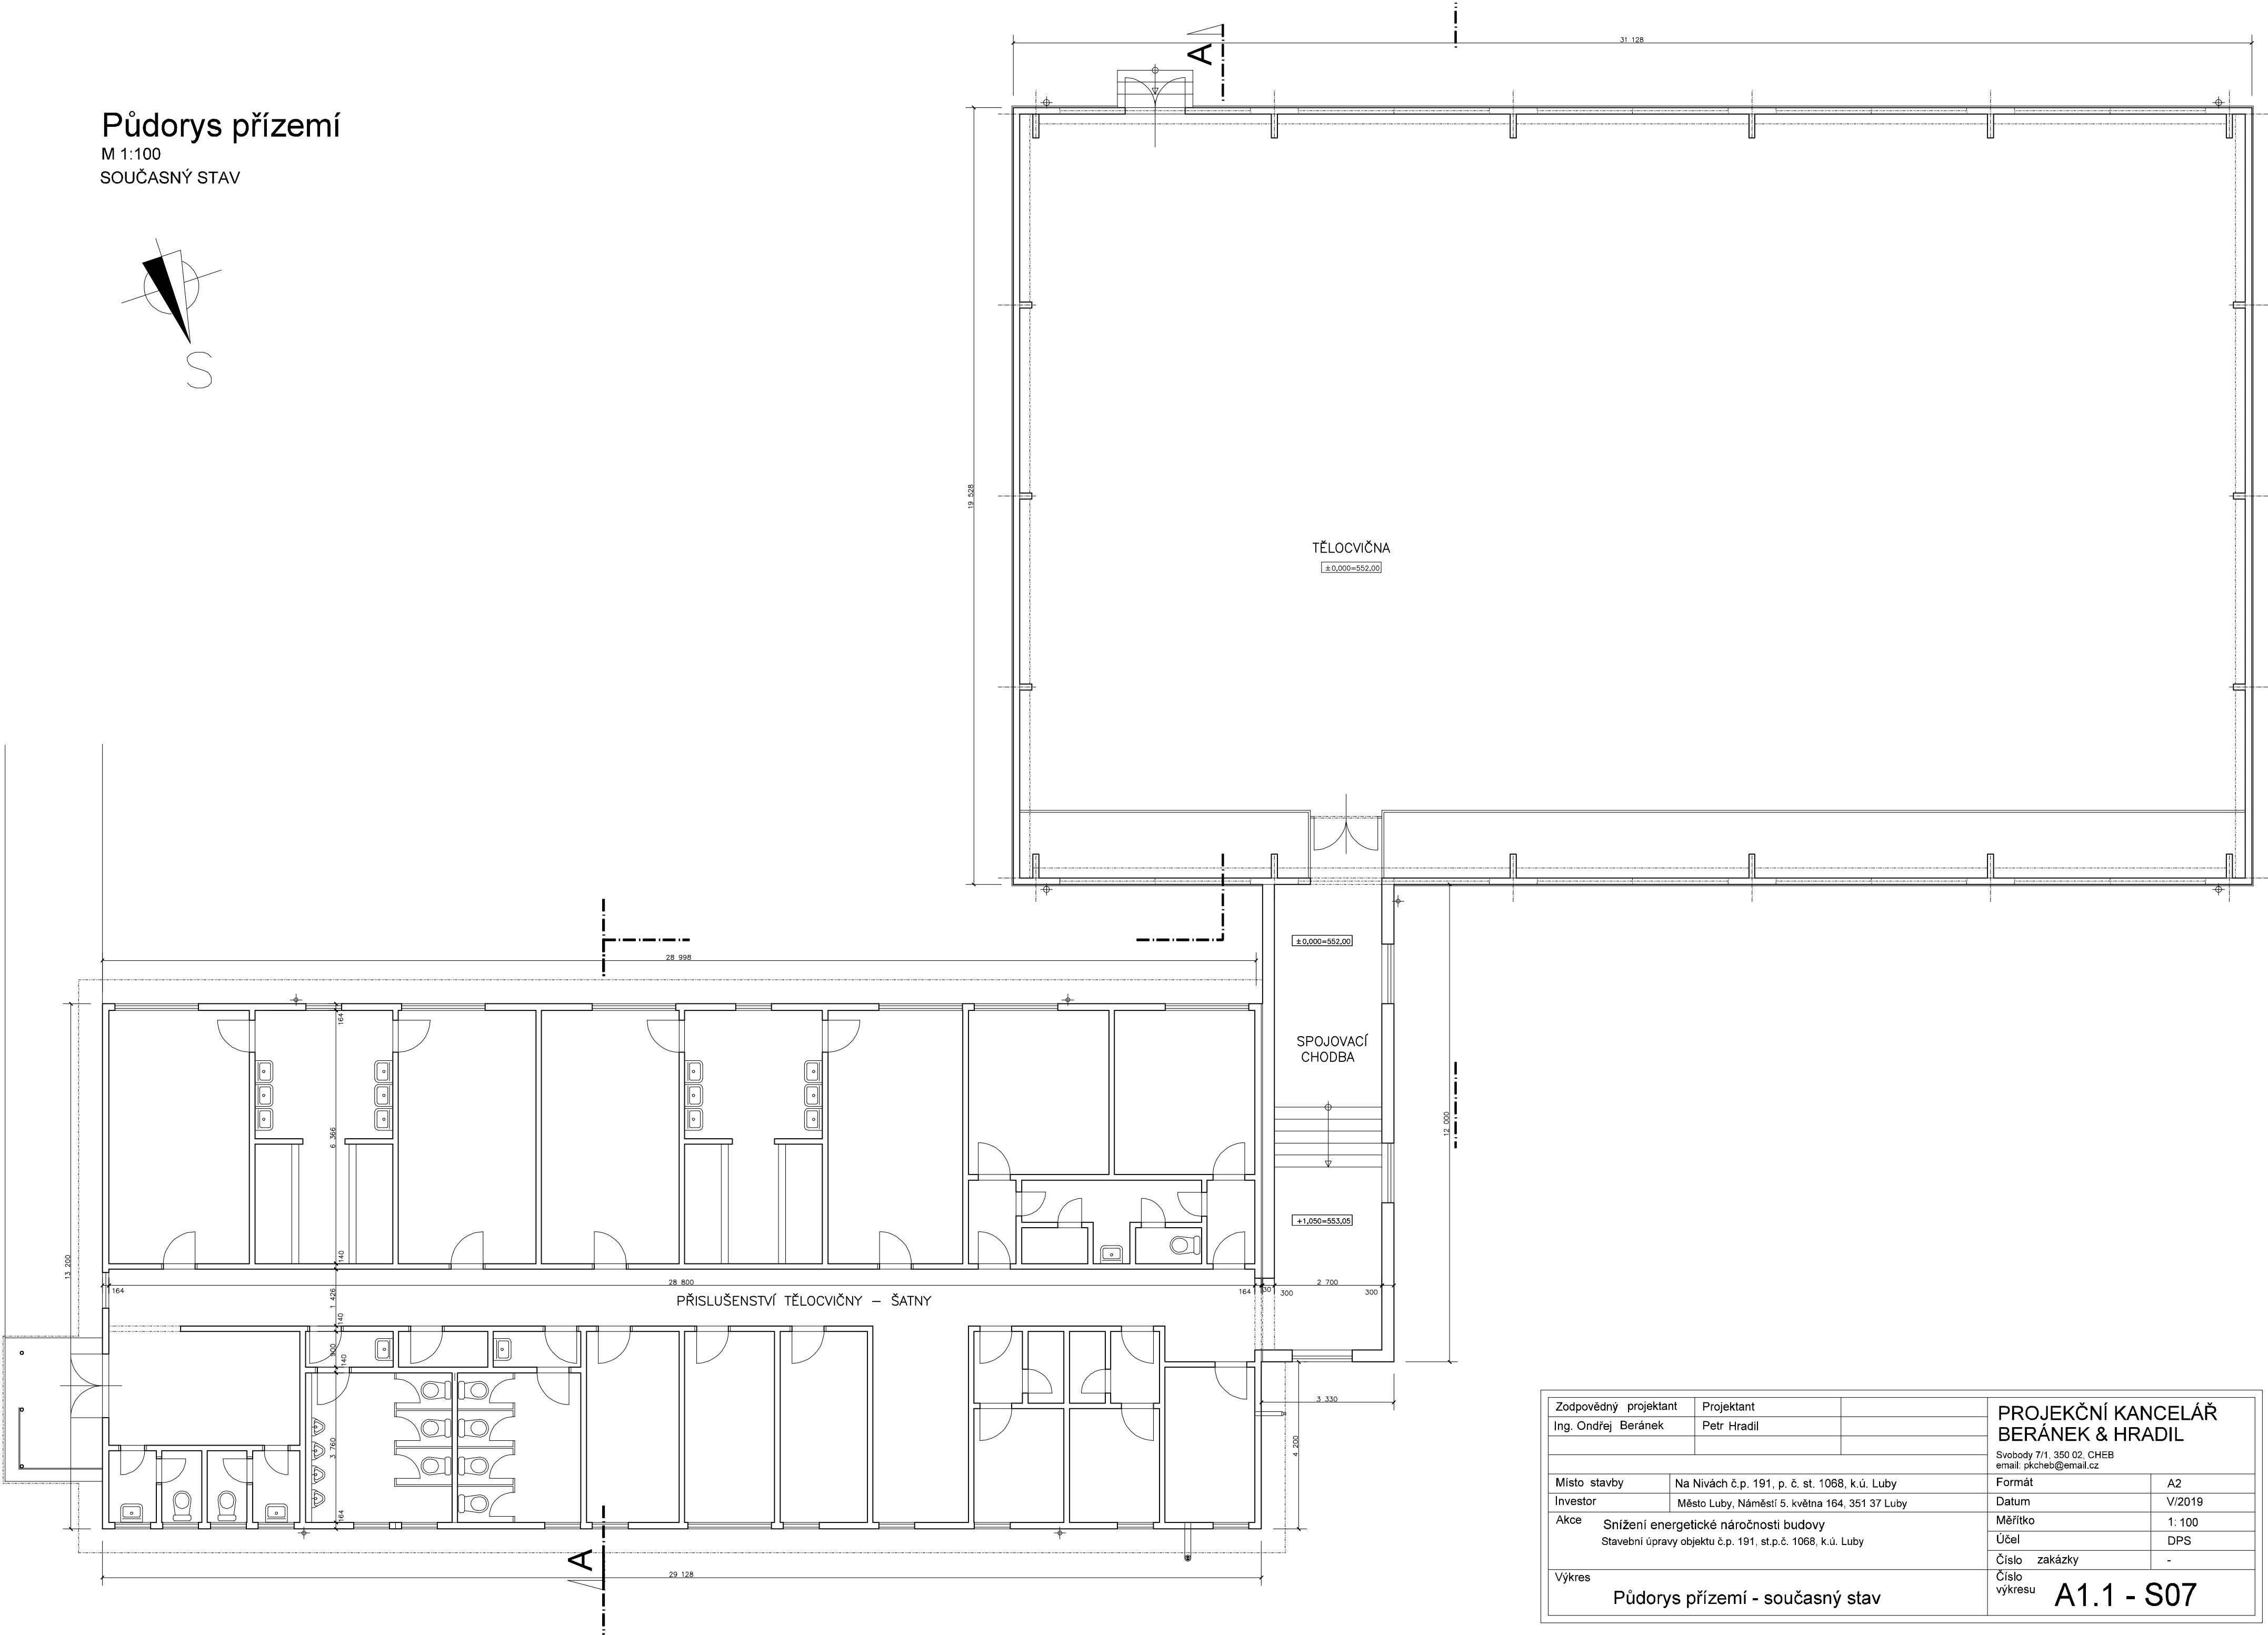 31 128
A
Půdorys přízemí
M 1:100
SOUČASNÝ STAV
S
19 528
TĚLOCVIČNA
±0,000=552,00
±0,000=552,00
28 998
164
SPOJOVACÍ
CHODBA
12 000
6 366
+1,050=553,05
140
13 200
164
28 800
164
130
300
2 700
300
1 426
PŘISLUŠENSTVÍ TĚLOCVIČNY – ŠATNY
140
900
140
3 330
3 760
4 200
164
A
29 128
Zodpovědný projektant
Projektant
Ing. Ondřej Beránek
Petr Hradil
PROJEKČNÍ KANCELÁŘ
BERÁNEK & HRADIL
Svobody 7/1, 350 02, CHEB
email: pkcheb@email.cz
Místo stavby
Na Nivách č.p. 191, p. č. st. 1068, k.ú. Luby
Formát
A2
Investor
Město Luby, Náměstí 5. května 164, 351 37 Luby
Datum
V/2019
Akce
Snížení energetické náročnosti budovy
Stavební úpravy objektu č.p. 191, st.p.č. 1068, k.ú. Luby
Měřítko
1: 100
Účel
DPS
Číslo zakázky
-
Výkres
Půdorys přízemí - současný stav
Číslo
výkresu
A1.1 - S07